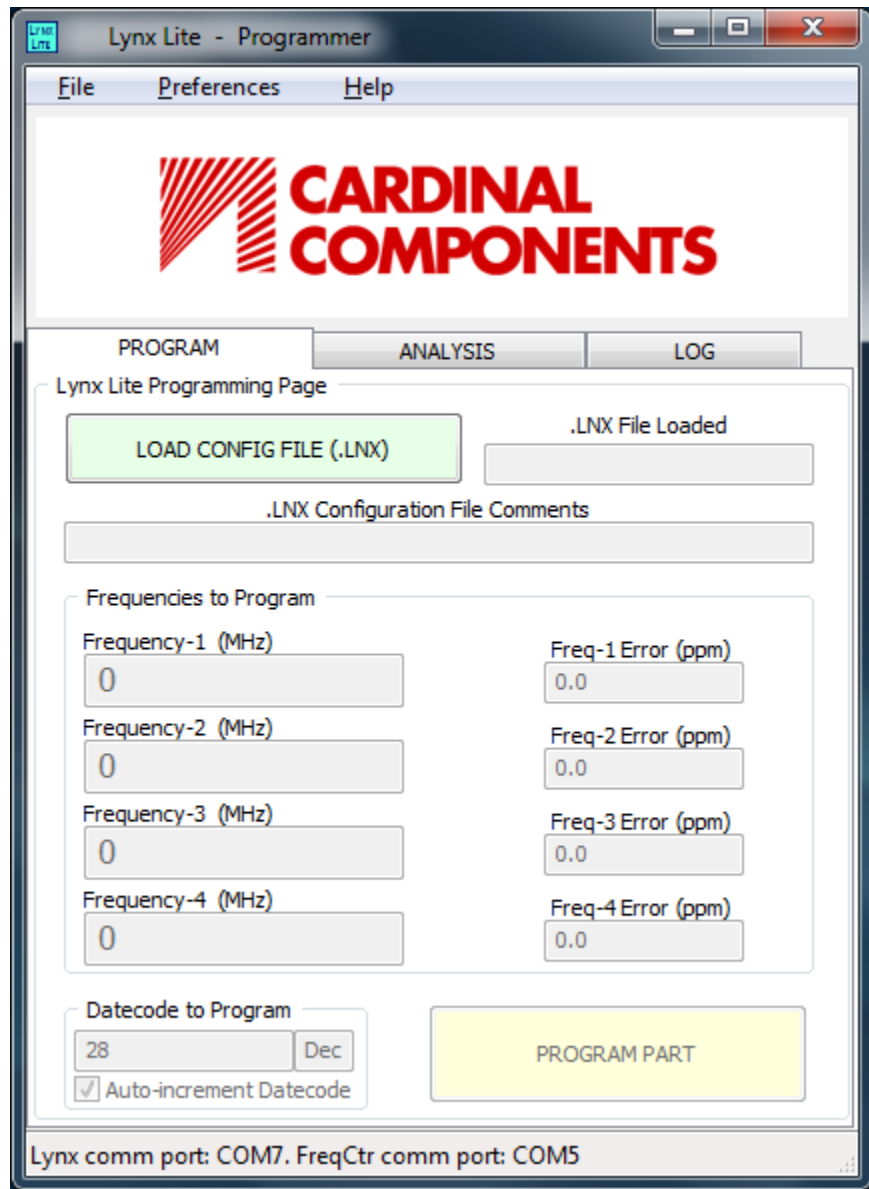 LYNX
LITE
Lynx Lite - Programmer
File Preferences Help
CARDINAL
COMPONENTS
PROGRAM ANALYSIS LOG
Lynx Lite Programming Page
LOAD CONFIG FILE (.LNX)
.LNX File Loaded
.LNX Configuration File Comments
Frequencies to Program
Frequency-1 (MHz)
0
Freq-1 Error (ppm)
0.0
Frequency-2 (MHz)
0
Freq-2 Error (ppm)
0.0
Frequency-3 (MHz)
0
Freq-3 Error (ppm)
0.0
Frequency-4 (MHz)
0
Freq-4 Error (ppm)
0.0
Datecode to Program
28 Dec
Auto-increment Datecode
PROGRAM PART
Lynx comm port: COM7. FreqCtr comm port: COM5